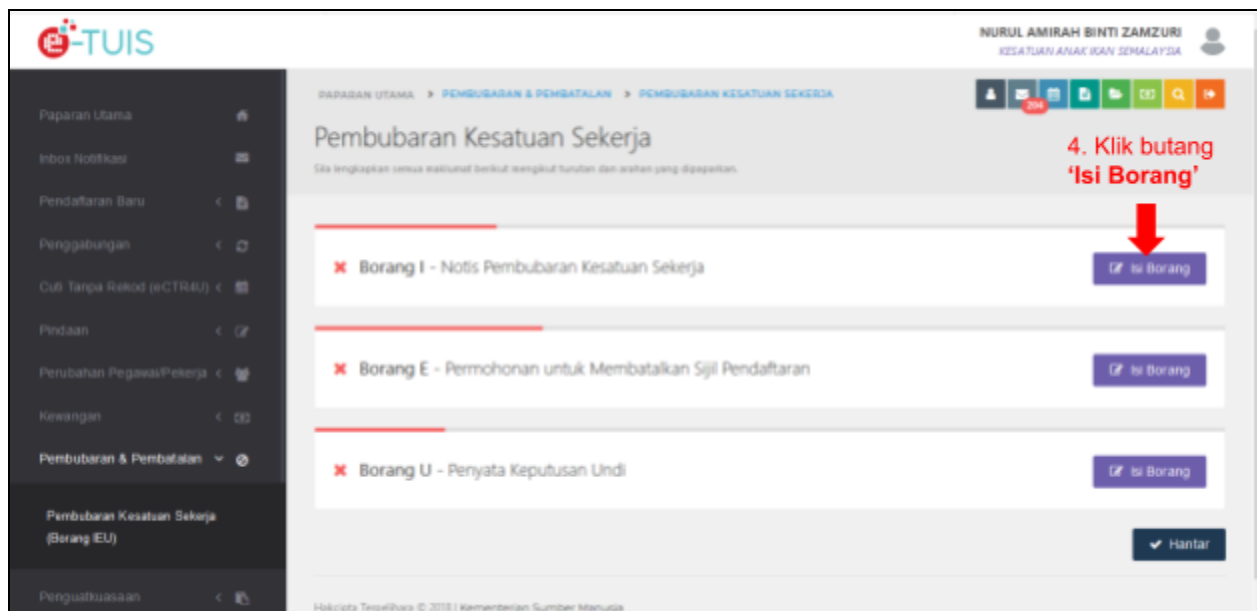 e-TUIS
NURUL AMIRAH BINTI ZAMZURI
KESATUAN ANAK IKAN SEMALAYSIA
PAPARAN UTAMA > PEMBUBARAN & PEMBATALAN > PEMBUBARAN KESATUAN SEKERJA
204
Pembubaran Kesatuan Sekerja
Sila lengkapkan semua maklumat berikut mengikut turutan dan arahan yang dipaparkan.
4. Klik butang
‘Isi Borang’
Paparan Utama
Inbox Notifikasi
Pendaftaran Baru
Penggabungan
Cuti Tanpa Rekod (eCTR4U)
Pindaan
Perubahan Pegawai/Pekerja
Kewangan
Pembubaran & Pembatalan
Pembubaran Kesatuan Sekerja
(Borang IEU)
Penguatkuasaan
Borang I - Notis Pembubaran Kesatuan Sekerja
Isi Borang
Borang E - Permohonan untuk Membatalkan Sijil Pendaftaran
Isi Borang
Borang U - Penyata Keputusan Undi
Isi Borang
Hantar
Hakcipta Terpelihara © 2018 | Kementerian Sumber Manusia